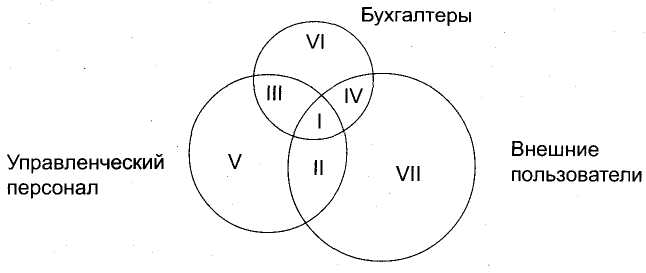 Бухгалтеры
VI
III
IV
I
Управленческий
персонал
V
II
VII
Внешние
пользователи